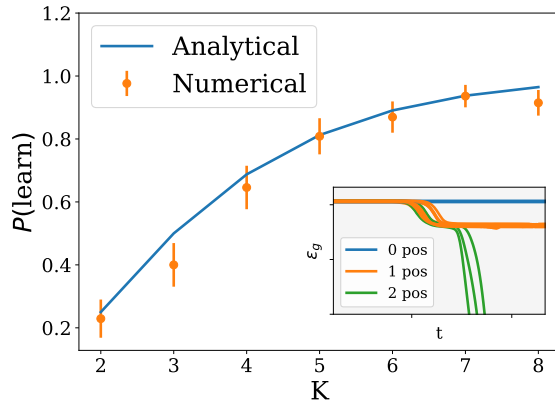 Analytical
Numerical
P(learn)
1.2
1.0
0.8
0.6
0.4
0.2
2 3 4 5 6 7 8
K
ε_g
0 pos
1 pos
2 pos
t